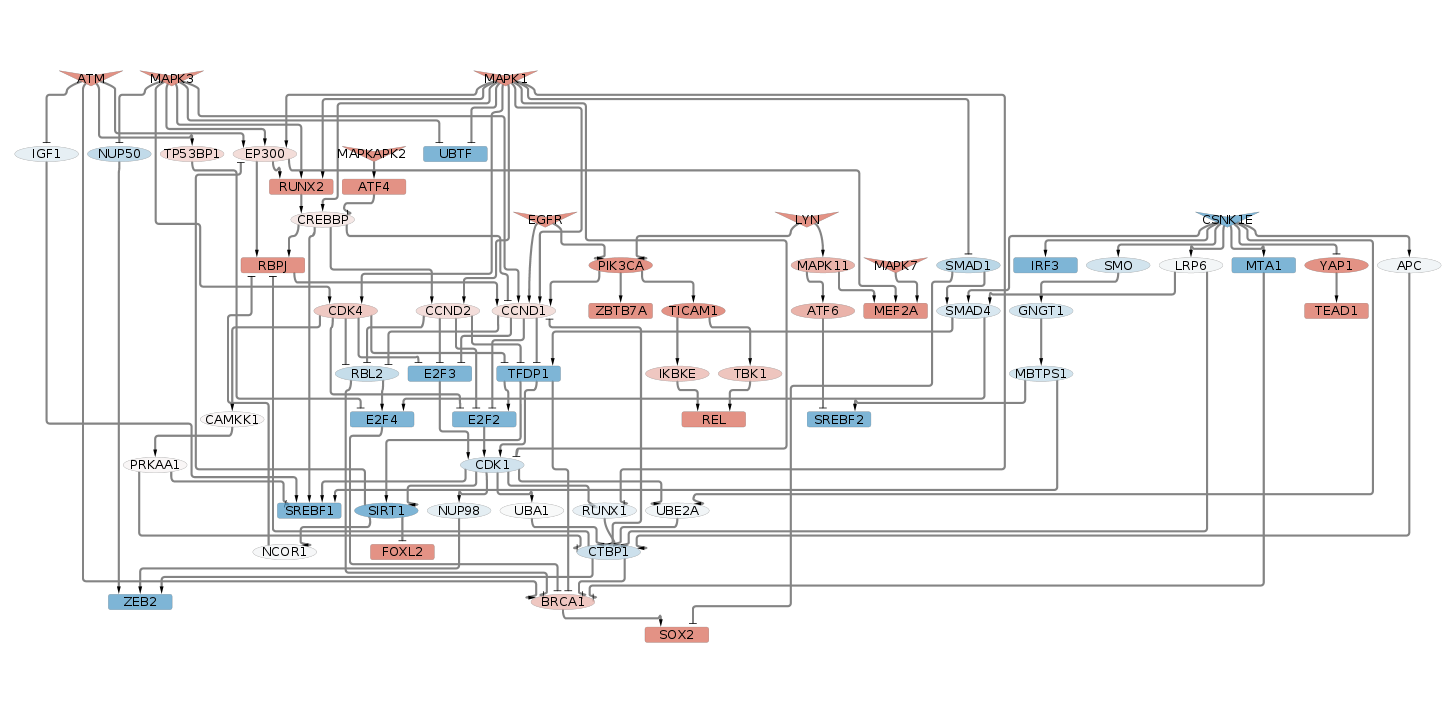 ATM MAPK3 MAPK1
IGF1 NUP50 TP53BP1 EP300 MAPKAPK2 UBTF
RUNX2 ATF4
CREBBP EGFR LYN CSNK1E
RBPJ PIK3CA MAPK11 MAPK7 SMAD1 IRF3 SMO LRP6 MTA1 YAP1 APC
CDK4 CCND2 CCND1 ZBTB7A TICAM1 ATF6 MEF2A SMAD4 GNGT1 TEAD1
RBL2 E2F3 TFDP1 IKBKE TBK1 MBTPS1
CAMKK1 E2F4 E2F2 REL SREBF2
PRKAA1 CDK1
SREBF1 SIRT1 NUP98 UBA1 RUNX1 UBE2A
NCOR1 FOXL2 CTBP1
ZEB2 BRCA1
SOX2